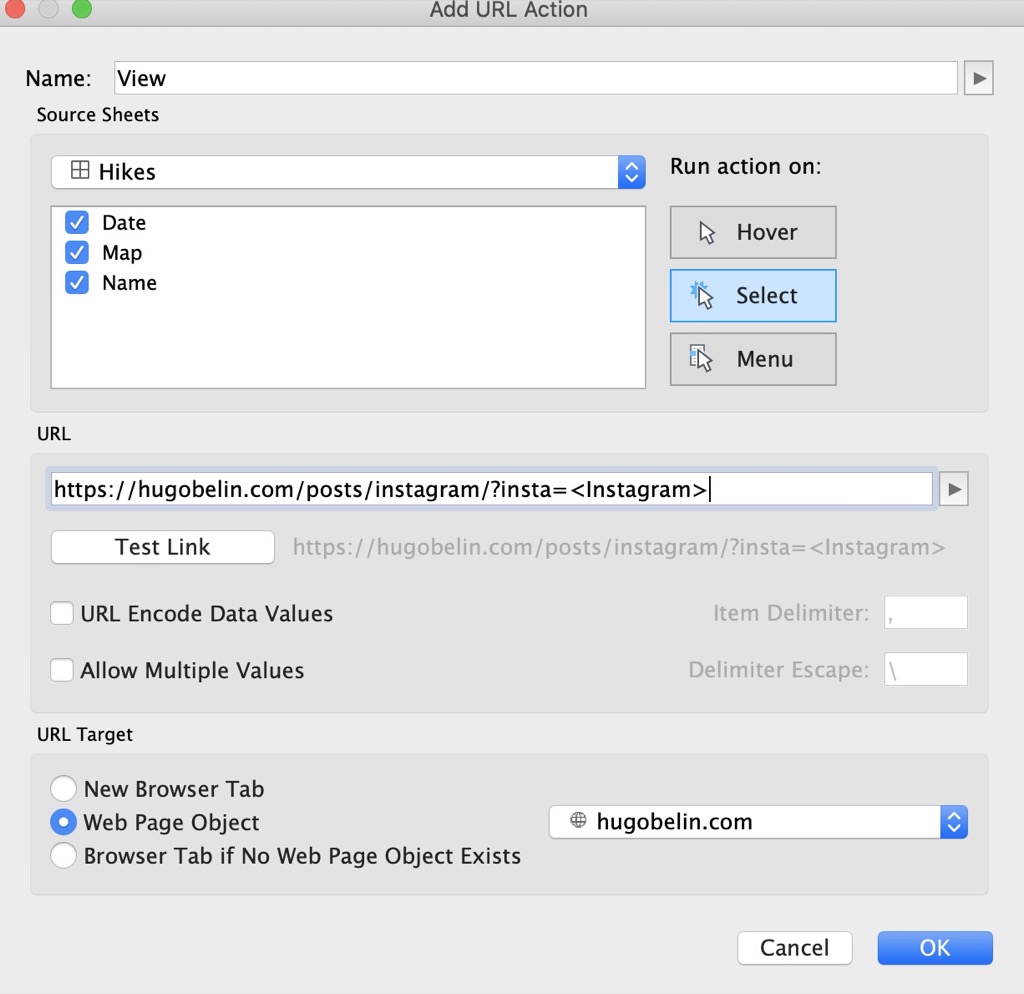 Add URL Action
Name: View
Source Sheets
Hikes
Run action on:
Date
Map
Name
Hover
Select
Menu
URL
https://hugobelin.com/posts/instagram/?insta=<Instagram>
Test Link https://hugobelin.com/posts/instagram/?insta=<Instagram>
URL Encode Data Values Item Delimiter: ,
Allow Multiple Values Delimiter Escape: \
URL Target
New Browser Tab
Web Page Object hugobelin.com
Browser Tab if No Web Page Object Exists
Cancel OK